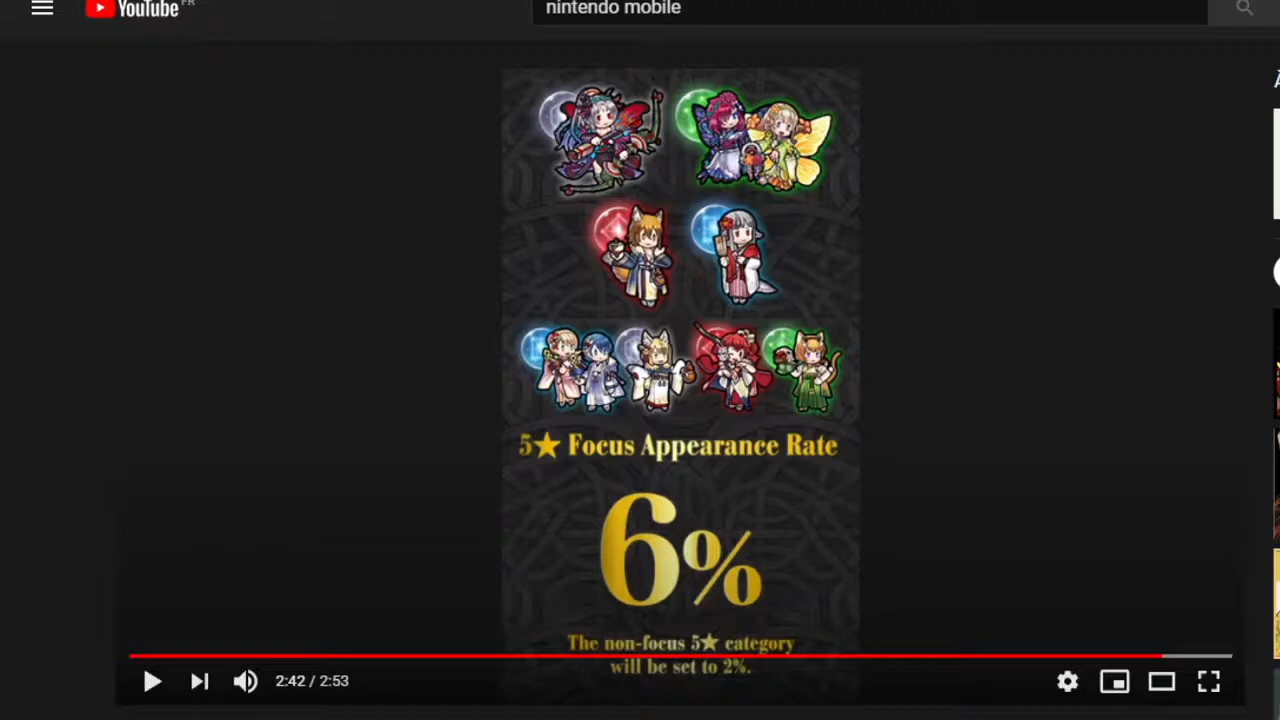 YouTube FR
nintendo mobile
5★ Focus Appearance Rate
6%
The non-focus 5★ category
will be set to 2%.
2:42 / 2:53